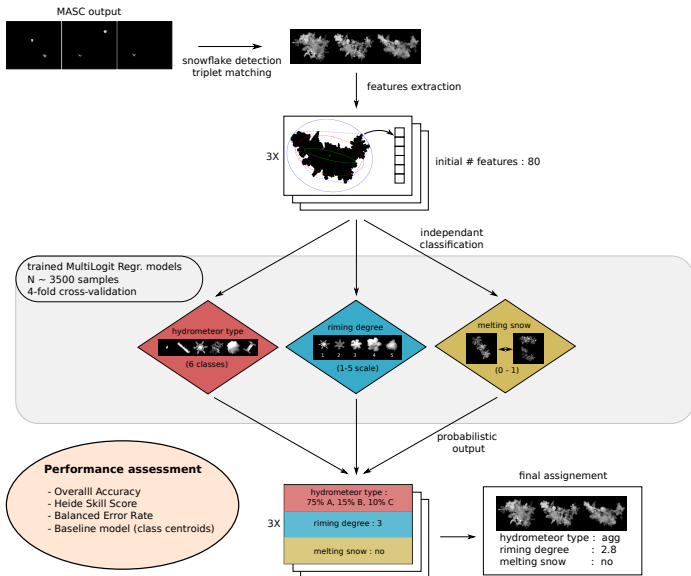 MASC output
snowflake detection
triplet matching
features extraction
3X
initial # features : 80
independant
classification
trained MultiLogit Regr. models
N ~ 3500 samples
4-fold cross-validation
hydrometeor type
(6 classes)
riming degree
1 2 3 4 5
(1-5 scale)
melting snow
(0 - 1)
probabilistic
output
Performance assessment
- Overalll Accuracy
- Heide Skill Score
- Balanced Error Rate
- Baseline model (class centroids)
3X
hydrometeor type :
75% A, 15% B, 10% C
riming degree : 3
melting snow : no
final assignement
hydrometeor type : agg
riming degree : 2.8
melting snow : no